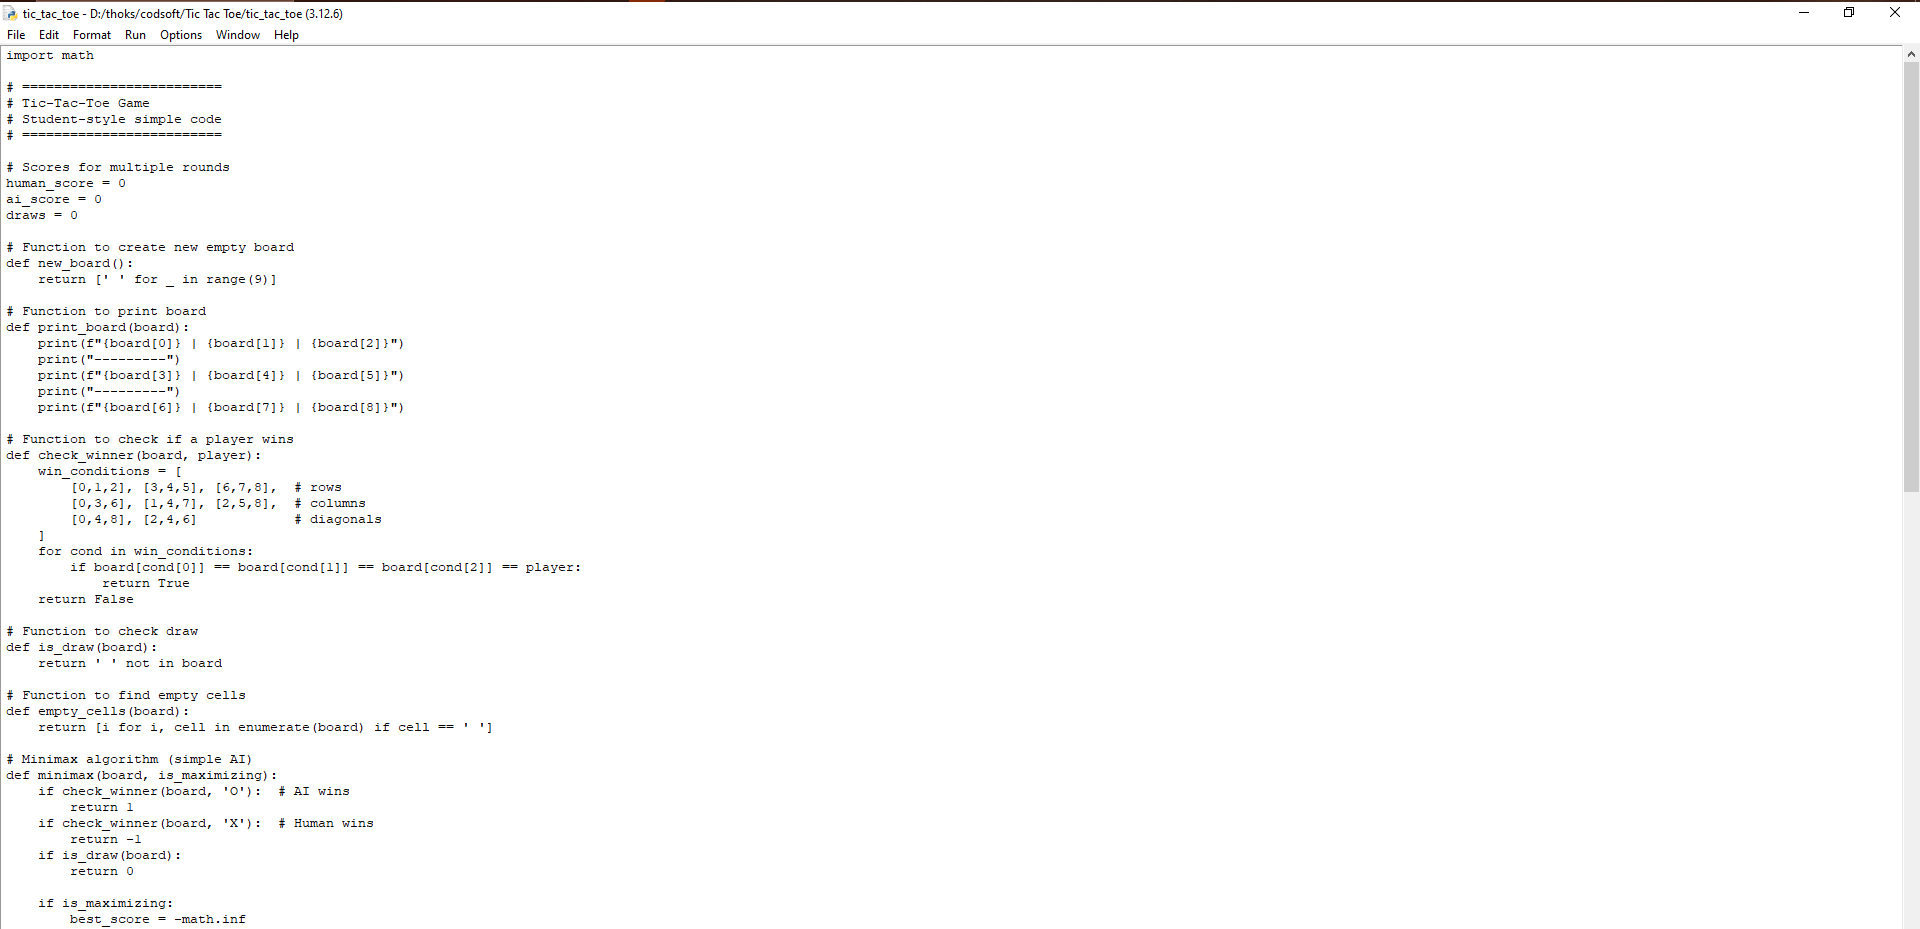 tic_tac_toe - D:/thoks/codsoft/Tic Tac Toe/tic_tac_toe (3.12.6)
File Edit Format Run Options Window Help
import math

# =========================
# Tic-Tac-Toe Game
# Student-style simple code
# =========================

# Scores for multiple rounds
human_score = 0
ai_score = 0
draws = 0

# Function to create new empty board
def new_board():
    return [' ' for _ in range(9)]

# Function to print board
def print_board(board):
    print(f"{board[0]} | {board[1]} | {board[2]}")
    print("---------")
    print(f"{board[3]} | {board[4]} | {board[5]}")
    print("---------")
    print(f"{board[6]} | {board[7]} | {board[8]}")

# Function to check if a player wins
def check_winner(board, player):
    win_conditions = [
        [0,1,2], [3,4,5], [6,7,8],  # rows
        [0,3,6], [1,4,7], [2,5,8],  # columns
        [0,4,8], [2,4,6]            # diagonals
    ]
    for cond in win_conditions:
        if board[cond[0]] == board[cond[1]] == board[cond[2]] == player:
            return True
    return False

# Function to check draw
def is_draw(board):
    return ' ' not in board

# Function to find empty cells
def empty_cells(board):
    return [i for i, cell in enumerate(board) if cell == ' ']

# Minimax algorithm (simple AI)
def minimax(board, is_maximizing):
    if check_winner(board, 'O'):  # AI wins
        return 1
    if check_winner(board, 'X'):  # Human wins
        return -1
    if is_draw(board):
        return 0

    if is_maximizing:
        best_score = -math.inf